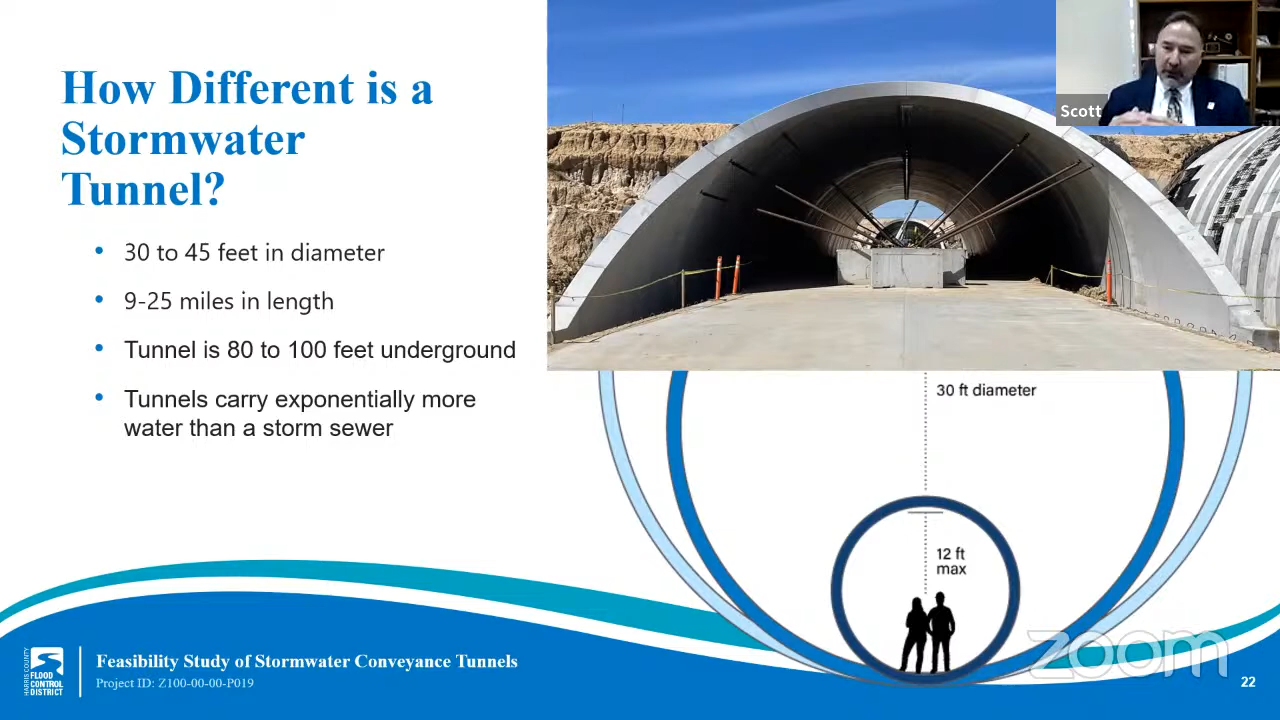 How Different is a
Stormwater
Tunnel?
• 30 to 45 feet in diameter
• 9-25 miles in length
• Tunnel is 80 to 100 feet underground
• Tunnels carry exponentially more
water than a storm sewer
Scott
30 ft diameter
12 ft
max
HARRIS COUNTY
FLOOD
CONTROL
DISTRICT
Feasibility Study of Stormwater Conveyance Tunnels
Project ID: Z100-00-00-P019
zoom
22